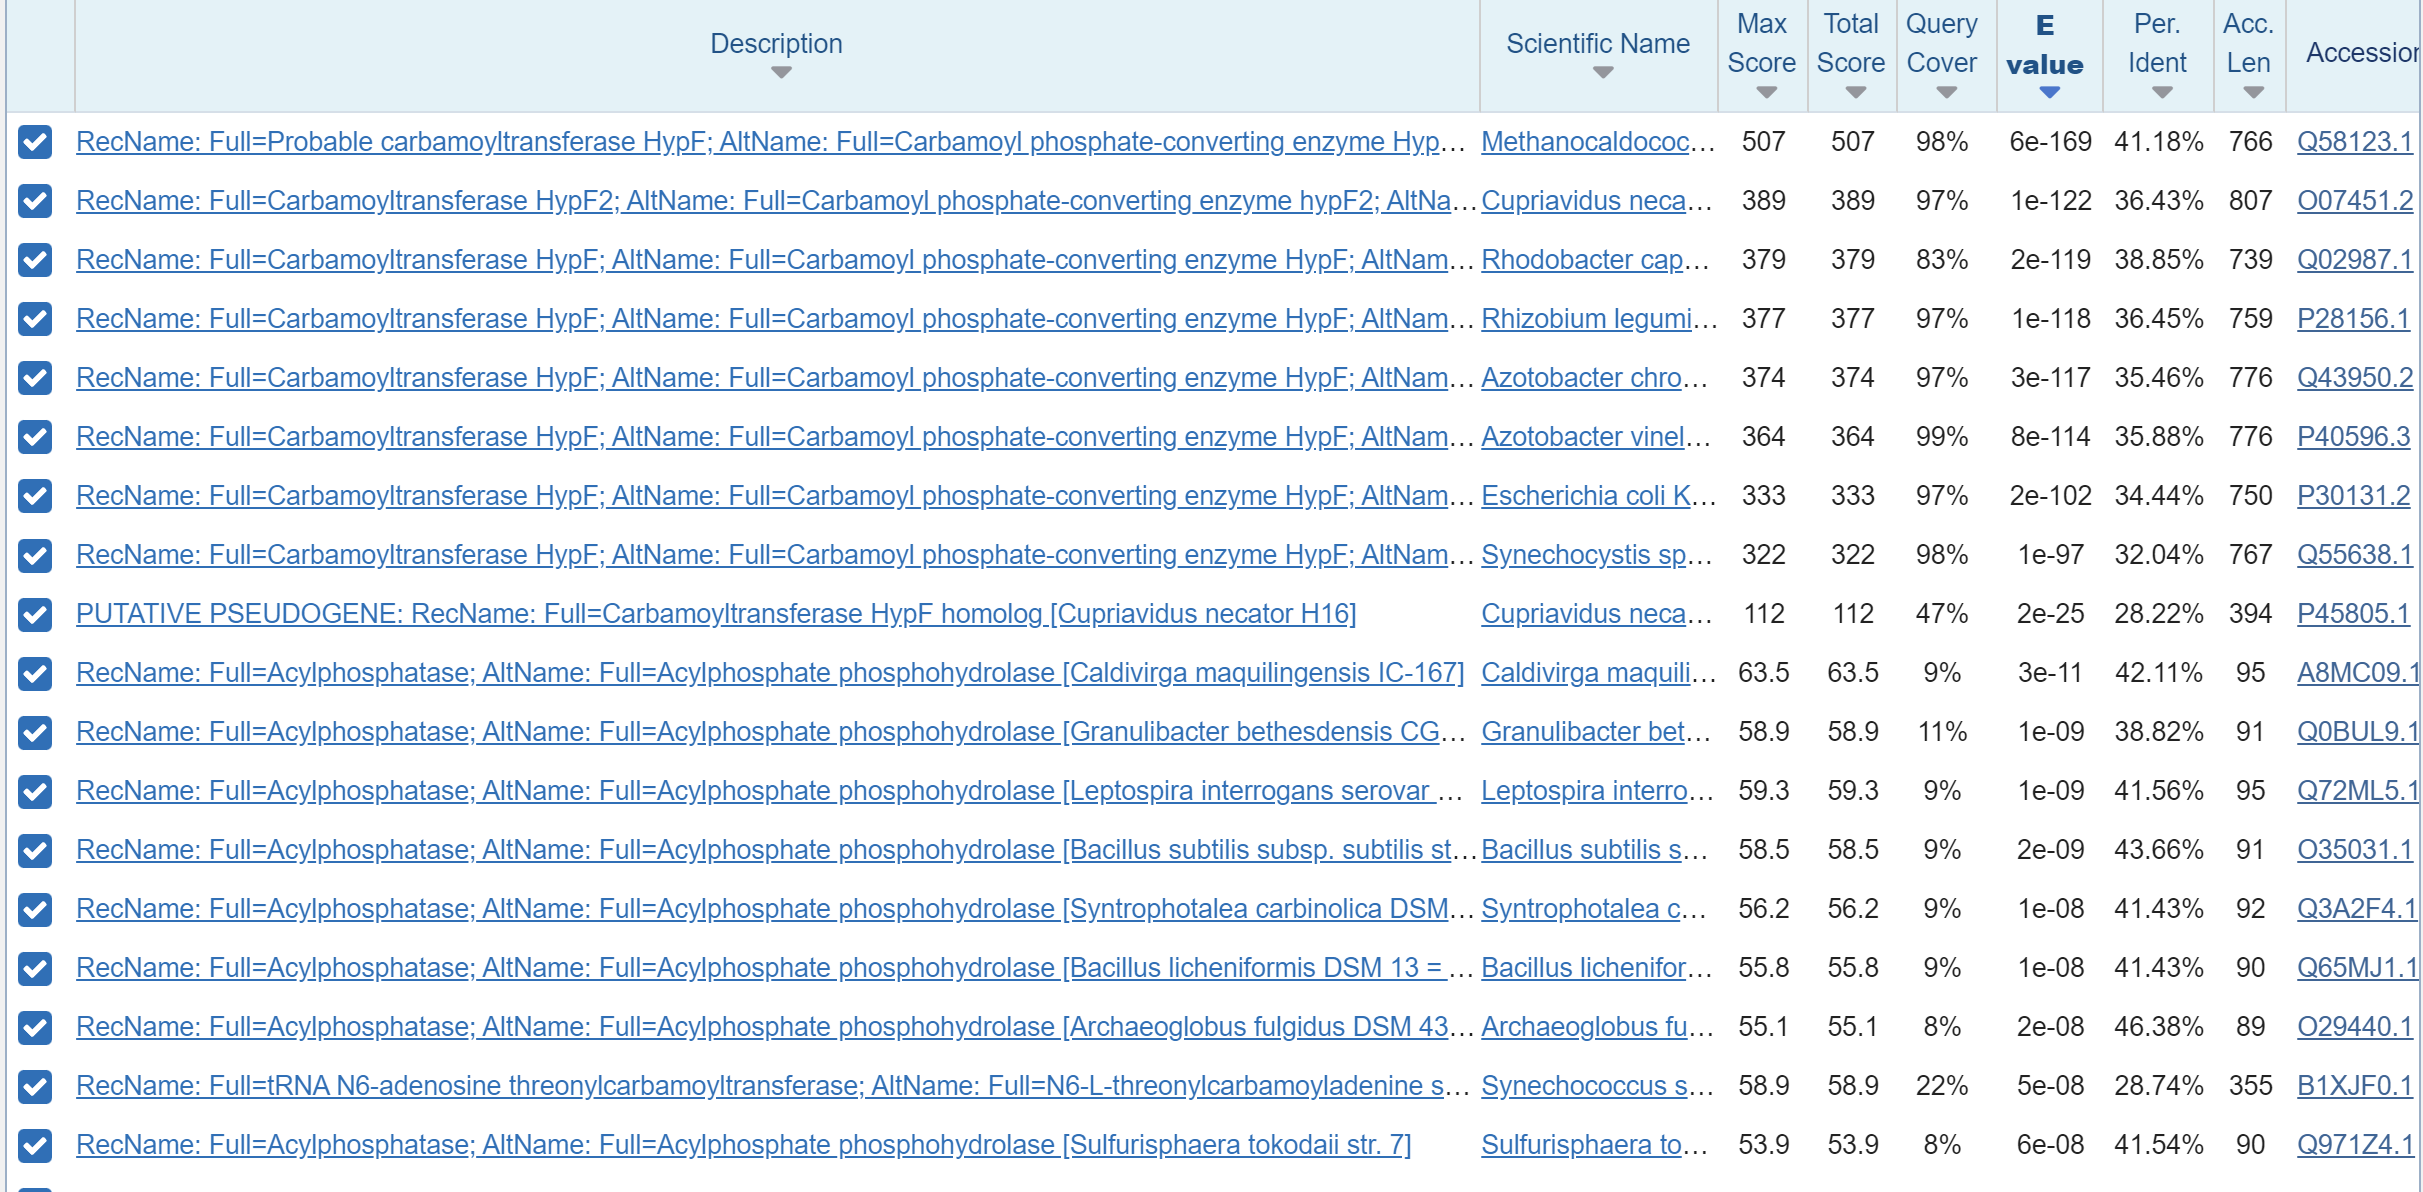 Description Scientific Name Max Score Total Score Query Cover E value Per. Ident Acc. Len Accession
RecName: Full=Probable carbamoyltransferase HypF; AltName: Full=Carbamoyl phosphate-converting enzyme Hyp... Methanocaldococ... 507 507 98% 6e-169 41.18% 766 Q58123.1
RecName: Full=Carbamoyltransferase HypF2; AltName: Full=Carbamoyl phosphate-converting enzyme hypF2; AltNa... Cupriavidus neca... 389 389 97% 1e-122 36.43% 807 O07451.2
RecName: Full=Carbamoyltransferase HypF; AltName: Full=Carbamoyl phosphate-converting enzyme HypF; AltNam... Rhodobacter cap... 379 379 83% 2e-119 38.85% 739 Q02987.1
RecName: Full=Carbamoyltransferase HypF; AltName: Full=Carbamoyl phosphate-converting enzyme HypF; AltNam... Rhizobium legumi... 377 377 97% 1e-118 36.45% 759 P28156.1
RecName: Full=Carbamoyltransferase HypF; AltName: Full=Carbamoyl phosphate-converting enzyme HypF; AltNam... Azotobacter chro... 374 374 97% 3e-117 35.46% 776 Q43950.2
RecName: Full=Carbamoyltransferase HypF; AltName: Full=Carbamoyl phosphate-converting enzyme HypF; AltNam... Azotobacter vinel... 364 364 99% 8e-114 35.88% 776 P40596.3
RecName: Full=Carbamoyltransferase HypF; AltName: Full=Carbamoyl phosphate-converting enzyme HypF; AltNam... Escherichia coli K... 333 333 97% 2e-102 34.44% 750 P30131.2
RecName: Full=Carbamoyltransferase HypF; AltName: Full=Carbamoyl phosphate-converting enzyme HypF; AltNam... Synechocystis sp... 322 322 98% 1e-97 32.04% 767 Q55638.1
PUTATIVE PSEUDOGENE: RecName: Full=Carbamoyltransferase HypF homolog [Cupriavidus necator H16] Cupriavidus neca... 112 112 47% 2e-25 28.22% 394 P45805.1
RecName: Full=Acylphosphatase; AltName: Full=Acylphosphate phosphohydrolase [Caldivirga maquilingensis IC-167] Caldivirga maquili... 63.5 63.5 9% 3e-11 42.11% 95 A8MC09.1
RecName: Full=Acylphosphatase; AltName: Full=Acylphosphate phosphohydrolase [Granulibacter bethesdensis CG... Granulibacter bet... 58.9 58.9 11% 1e-09 38.82% 91 Q0BUL9.1
RecName: Full=Acylphosphatase; AltName: Full=Acylphosphate phosphohydrolase [Leptospira interrogans serovar ... Leptospira interro... 59.3 59.3 9% 1e-09 41.56% 95 Q72ML5.1
RecName: Full=Acylphosphatase; AltName: Full=Acylphosphate phosphohydrolase [Bacillus subtilis subsp. subtilis st... Bacillus subtilis s... 58.5 58.5 9% 2e-09 43.66% 91 O35031.1
RecName: Full=Acylphosphatase; AltName: Full=Acylphosphate phosphohydrolase [Syntrophotalea carbinolica DSM... Syntrophotalea c... 56.2 56.2 9% 1e-08 41.43% 92 Q3A2F4.1
RecName: Full=Acylphosphatase; AltName: Full=Acylphosphate phosphohydrolase [Bacillus licheniformis DSM 13 = ... Bacillus lichenifor... 55.8 55.8 9% 1e-08 41.43% 90 Q65MJ1.1
RecName: Full=Acylphosphatase; AltName: Full=Acylphosphate phosphohydrolase [Archaeoglobus fulgidus DSM 43... Archaeoglobus fu... 55.1 55.1 8% 2e-08 46.38% 89 O29440.1
RecName: Full=tRNA N6-adenosine threonylcarbamoyltransferase; AltName: Full=N6-L-threonylcarbamoyladenine s... Synechococcus s... 58.9 58.9 22% 5e-08 28.74% 355 B1XJF0.1
RecName: Full=Acylphosphatase; AltName: Full=Acylphosphate phosphohydrolase [Sulfurisphaera tokodaii str. 7] Sulfurisphaera to... 53.9 53.9 8% 6e-08 41.54% 90 Q971Z4.1